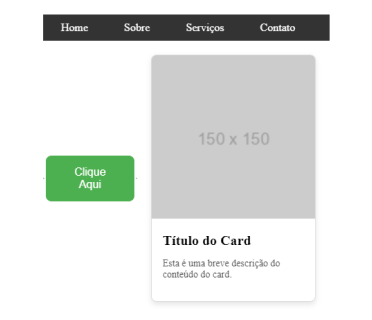 Home Sobre Serviços Contato
150 x 150
Clique
Aqui
Título do Card
Esta é uma breve descrição do
conteúdo do card.